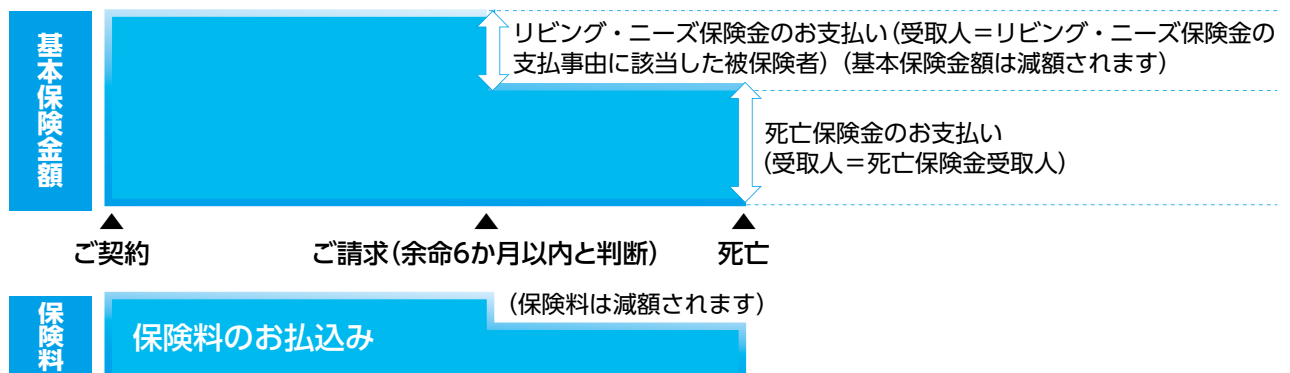 基本保険金額
リビング・ニーズ保険金のお支払い(受取人=リビング・ニーズ保険金の
支払事由に該当した被保険者)(基本保険金額は減額されます)
死亡保険金のお支払い
(受取人=死亡保険金受取人)
ご契約
ご請求(余命6か月以内と判断)
死亡
保険料
(保険料は減額されます)
保険料のお払込み